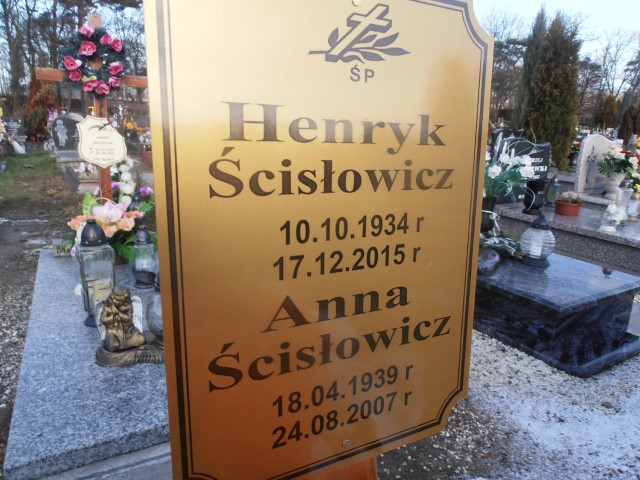 ŚP
Henryk
Ścisłowicz
10.10.1934 r
17.12.2015 r
Anna
Ścisłowicz
18.04.1939 r
24.08.2007 r